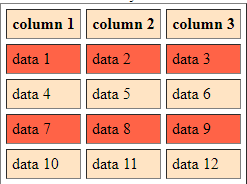 column 1 column 2 column 3
data 1 data 2 data 3
data 4 data 5 data 6
data 7 data 8 data 9
data 10 data 11 data 12